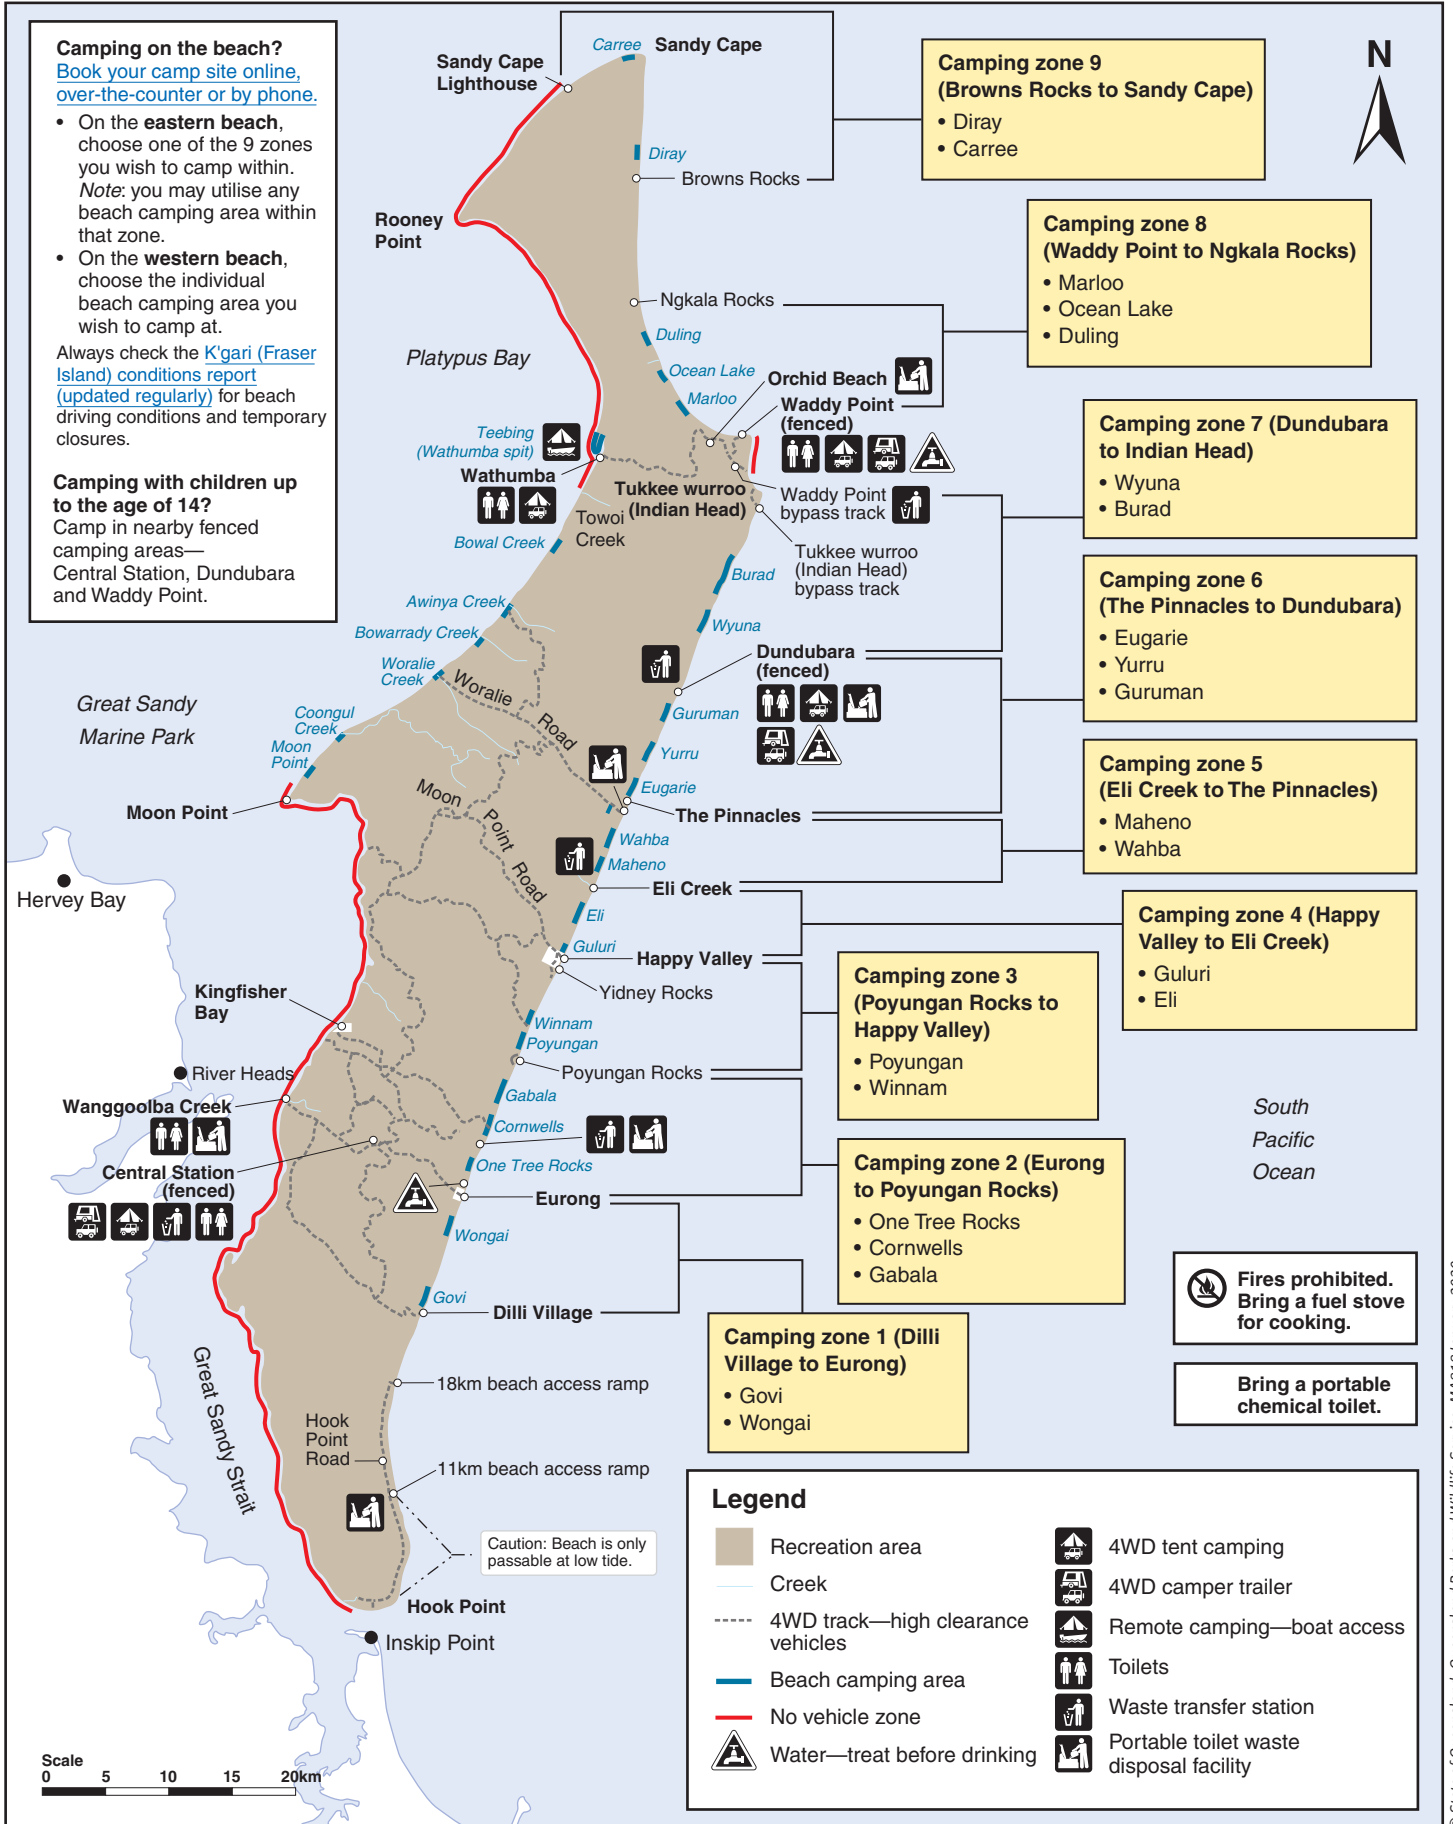 Camping on the beach?
Book your camp site online,
over-the-counter or by phone.
• On the eastern beach,
choose one of the 9 zones
you wish to camp within.
Note: you may utilise any
beach camping area within
that zone.
• On the western beach,
choose the individual
beach camping area you
wish to camp at.
Always check the K'gari (Fraser
Island) conditions report
(updated regularly) for beach
driving conditions and temporary
closures.
Camping with children up
to the age of 14?
Camp in nearby fenced
camping areas—
Central Station, Dundubara
and Waddy Point.
Carree
Sandy Cape
Sandy Cape
Lighthouse
Diray
Browns Rocks
Rooney
Point
Ngkala Rocks
Duling
Platypus Bay
Ocean Lake
Orchid Beach
Marloo
Waddy Point
(fenced)
Teebing
(Wathumba spit)
Wathumba
Tukkee wurroo
(Indian Head)
Waddy Point
bypass track
Towoi
Creek
Bowal Creek
Tukkee wurroo
(Indian Head)
bypass track
Burad
Awinya Creek
Wyuna
Bowarrady Creek
Dundubara
(fenced)
Woralie
Creek
Woralie
Road
Great Sandy
Marine Park
Guruman
Coongul
Creek
Moon
Point
Yurru
Eugarie
Moon
Point
Road
Moon Point
The Pinnacles
Wahba
Maheno
Hervey Bay
Eli Creek
Eli
Guluri
Happy Valley
Yidney Rocks
Kingfisher
Bay
Winnam
Poyungan
River Heads
Poyungan Rocks
Wanggoolba Creek
Gabala
Cornwells
Central Station
(fenced)
One Tree Rocks
Eurong
Wongai
Govi
Dilli Village
Great Sandy Strait
18km beach access ramp
Hook
Point
Road
11km beach access ramp
Caution: Beach is only
passable at low tide.
Hook Point
Inskip Point
Scale
0 5 10 15 20km
N
Camping zone 9
(Browns Rocks to Sandy Cape)
• Diray
• Carree
Camping zone 8
(Waddy Point to Ngkala Rocks)
• Marloo
• Ocean Lake
• Duling
Camping zone 7 (Dundubara
to Indian Head)
• Wyuna
• Burad
Camping zone 6
(The Pinnacles to Dundubara)
• Eugarie
• Yurru
• Guruman
Camping zone 5
(Eli Creek to The Pinnacles)
• Maheno
• Wahba
Camping zone 4 (Happy
Valley to Eli Creek)
• Guluri
• Eli
Camping zone 3
(Poyungan Rocks to
Happy Valley)
• Poyungan
• Winnam
Camping zone 2 (Eurong
to Poyungan Rocks)
• One Tree Rocks
• Cornwells
• Gabala
Camping zone 1 (Dilli
Village to Eurong)
• Govi
• Wongai
South
Pacific
Ocean
Fires prohibited.
Bring a fuel stove
for cooking.
Bring a portable
chemical toilet.
Legend
Recreation area
Creek
4WD track—high clearance
vehicles
Beach camping area
No vehicle zone
Water—treat before drinking
4WD tent camping
4WD camper trailer
Remote camping—boat access
Toilets
Waste transfer station
Portable toilet waste
disposal facility